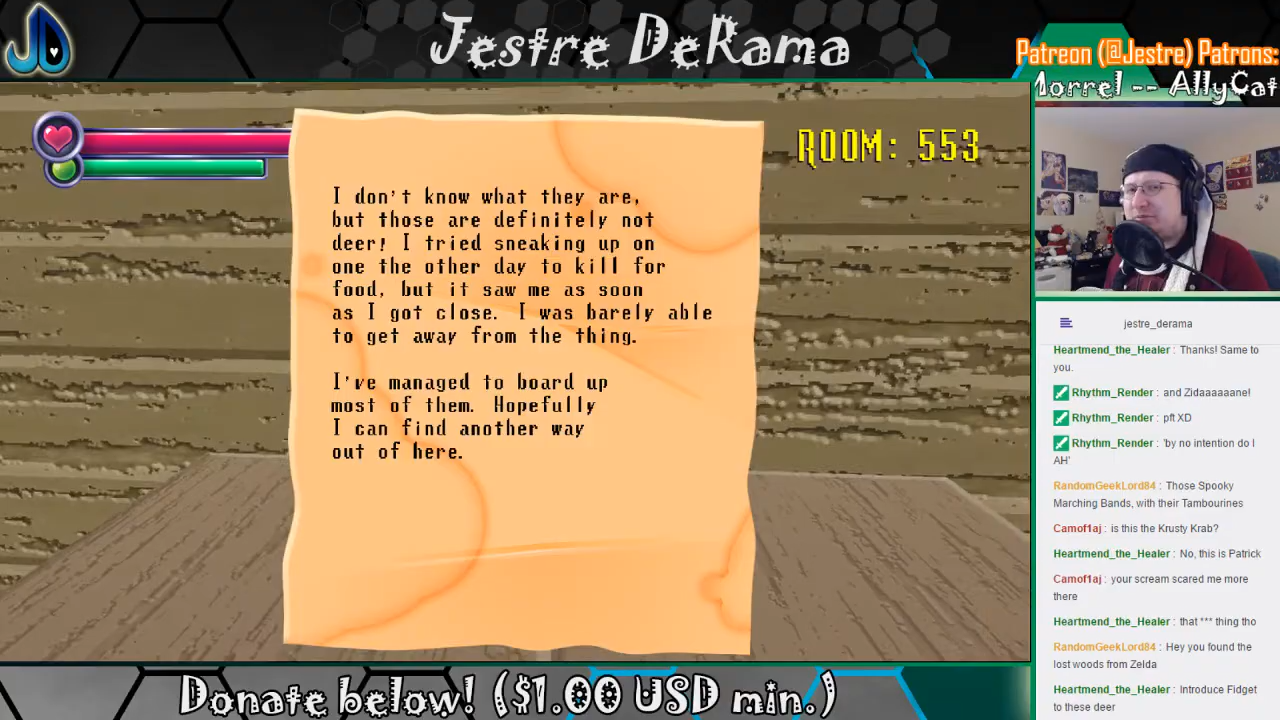 JD
Jestre DeRama
Patreon (@Jestre) Patrons:
Morrel -- AllyCat
ROOM: 553
I don't know what they are,
but those are definitely not
deer! I tried sneaking up on
one the other day to kill for
food, but it saw me as soon
as I got close. I was barely able
to get away from the thing.
I've managed to board up
most of them. Hopefully
I can find another way
out of here.
jestre_derama
Heartmend_the_Healer : Thanks! Same to
you.
Rhythm_Render : and Zidaaaaaane!
Rhythm_Render : pft XD
Rhythm_Render : 'by no intention do I
AH'
RandomGeekLord84 : Those Spooky
Marching Bands, with their Tambourines
Camof1aj : is this the Krusty Krab?
Heartmend_the_Healer : No, this is Patrick
Camof1aj : your scream scared me more
there
Heartmend_the_Healer : that *** thing tho
RandomGeekLord84 : Hey you found the
lost woods from Zelda
Heartmend_the_Healer : Introduce Fidget
to these deer
Donate below! ($1.00 USD min.)